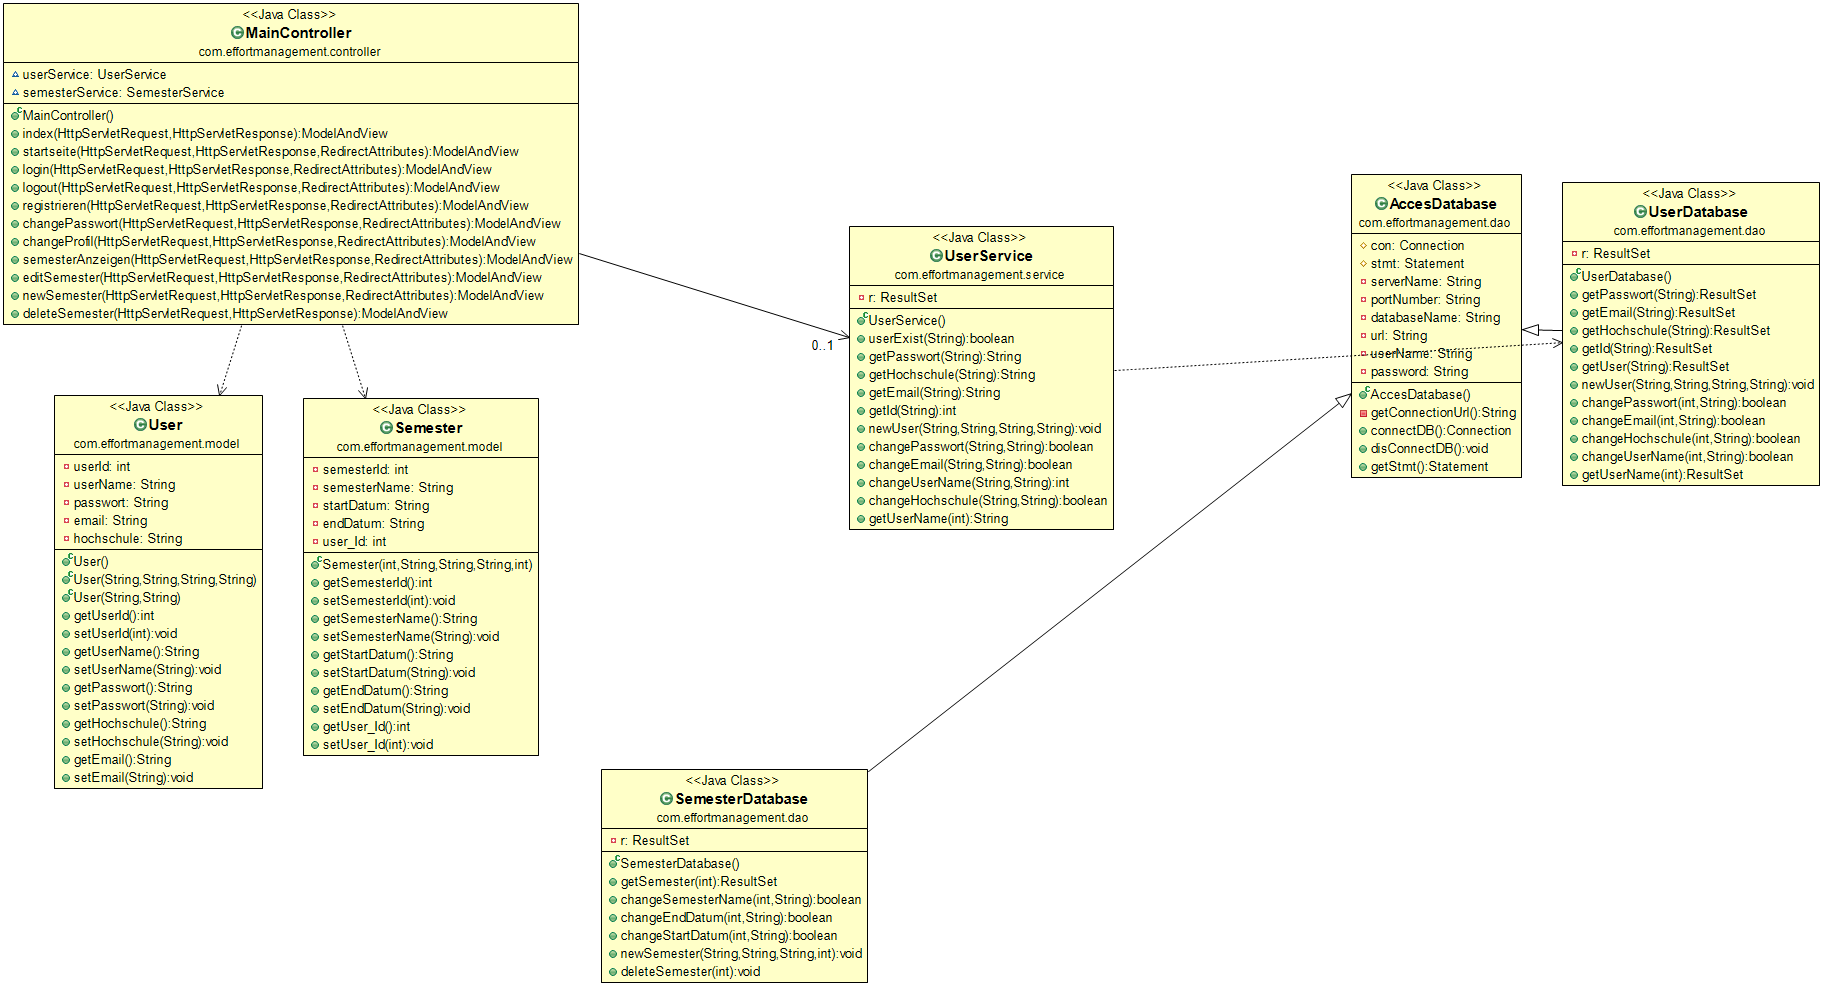 <<Java Class>>
MainController
com.effortmanagement.controller
userService: UserService
semesterService: SemesterService
MainController()
index(HttpServletRequest,HttpServletResponse):ModelAndView
startseite(HttpServletRequest,HttpServletResponse,RedirectAttributes):ModelAndView
login(HttpServletRequest,HttpServletResponse,RedirectAttributes):ModelAndView
logout(HttpServletRequest,HttpServletResponse,RedirectAttributes):ModelAndView
registrieren(HttpServletRequest,HttpServletResponse,RedirectAttributes):ModelAndView
changePasswort(HttpServletRequest,HttpServletResponse,RedirectAttributes):ModelAndView
changeProfil(HttpServletRequest,HttpServletResponse,RedirectAttributes):ModelAndView
semesterAnzeigen(HttpServletRequest,HttpServletResponse,RedirectAttributes):ModelAndView
editSemester(HttpServletRequest,HttpServletResponse,RedirectAttributes):ModelAndView
newSemester(HttpServletRequest,HttpServletResponse,RedirectAttributes):ModelAndView
deleteSemester(HttpServletRequest,HttpServletResponse):ModelAndView
0..1
<<Java Class>>
UserService
com.effortmanagement.service
r: ResultSet
UserService()
userExist(String):boolean
getPasswort(String):String
getHochschule(String):String
getEmail(String):String
getId(String):int
newUser(String,String,String,String):void
changePasswort(String,String):boolean
changeEmail(String,String):boolean
changeUserName(String,String):int
changeHochschule(String,String):boolean
getUserName(int):String
<<Java Class>>
AccesDatabase
com.effortmanagement.dao
con: Connection
stmt: Statement
serverName: String
portNumber: String
databaseName: String
url: String
userName: String
password: String
AccesDatabase()
getConnectionUrl():String
connectDB():Connection
disConnectDB():void
getStmt():Statement
<<Java Class>>
UserDatabase
com.effortmanagement.dao
r: ResultSet
UserDatabase()
getPasswort(String):ResultSet
getEmail(String):ResultSet
getHochschule(String):ResultSet
getId(String):ResultSet
getUser(String):ResultSet
newUser(String,String,String,String):void
changePasswort(int,String):boolean
changeEmail(int,String):boolean
changeHochschule(int,String):boolean
changeUserName(int,String):boolean
getUserName(int):ResultSet
<<Java Class>>
User
com.effortmanagement.model
userId: int
userName: String
passwort: String
email: String
hochschule: String
User()
User(String,String,String,String)
User(String,String)
getUserId():int
setUserId(int):void
getUserName():String
setUserName(String):void
getPasswort():String
setPasswort(String):void
getHochschule():String
setHochschule(String):void
getEmail():String
setEmail(String):void
<<Java Class>>
Semester
com.effortmanagement.model
semesterId: int
semesterName: String
startDatum: String
endDatum: String
user_Id: int
Semester(int,String,String,String,int)
getSemesterId():int
setSemesterId(int):void
getSemesterName():String
setSemesterName(String):void
getStartDatum():String
setStartDatum(String):void
getEndDatum():String
setEndDatum(String):void
getUser_Id():int
setUser_Id(int):void
<<Java Class>>
SemesterDatabase
com.effortmanagement.dao
r: ResultSet
SemesterDatabase()
getSemester(int):ResultSet
changeSemesterName(int,String):boolean
changeEndDatum(int,String):boolean
changeStartDatum(int,String):boolean
newSemester(String,String,String,int):void
deleteSemester(int):void